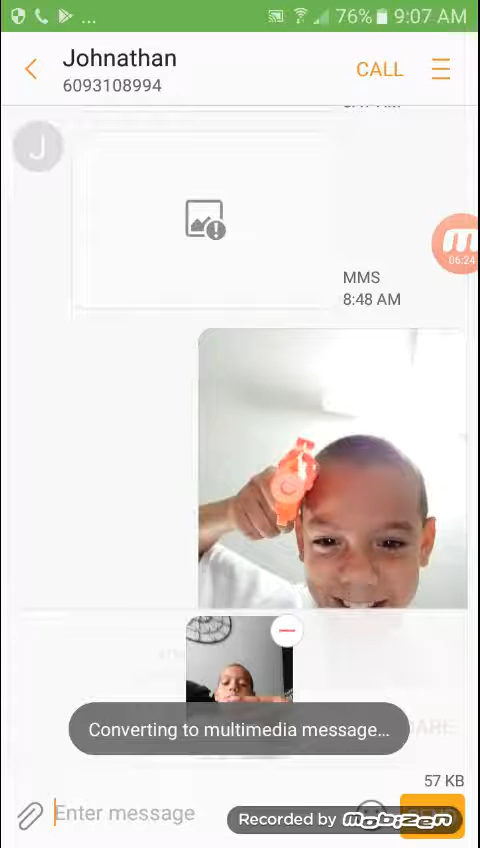 ... 76% 9:07 AM
Johnathan
6093108994
CALL
J
MMS
8:48 AM
06:24
Converting to multimedia message...
57 KB
Enter message
Recorded by mobizen